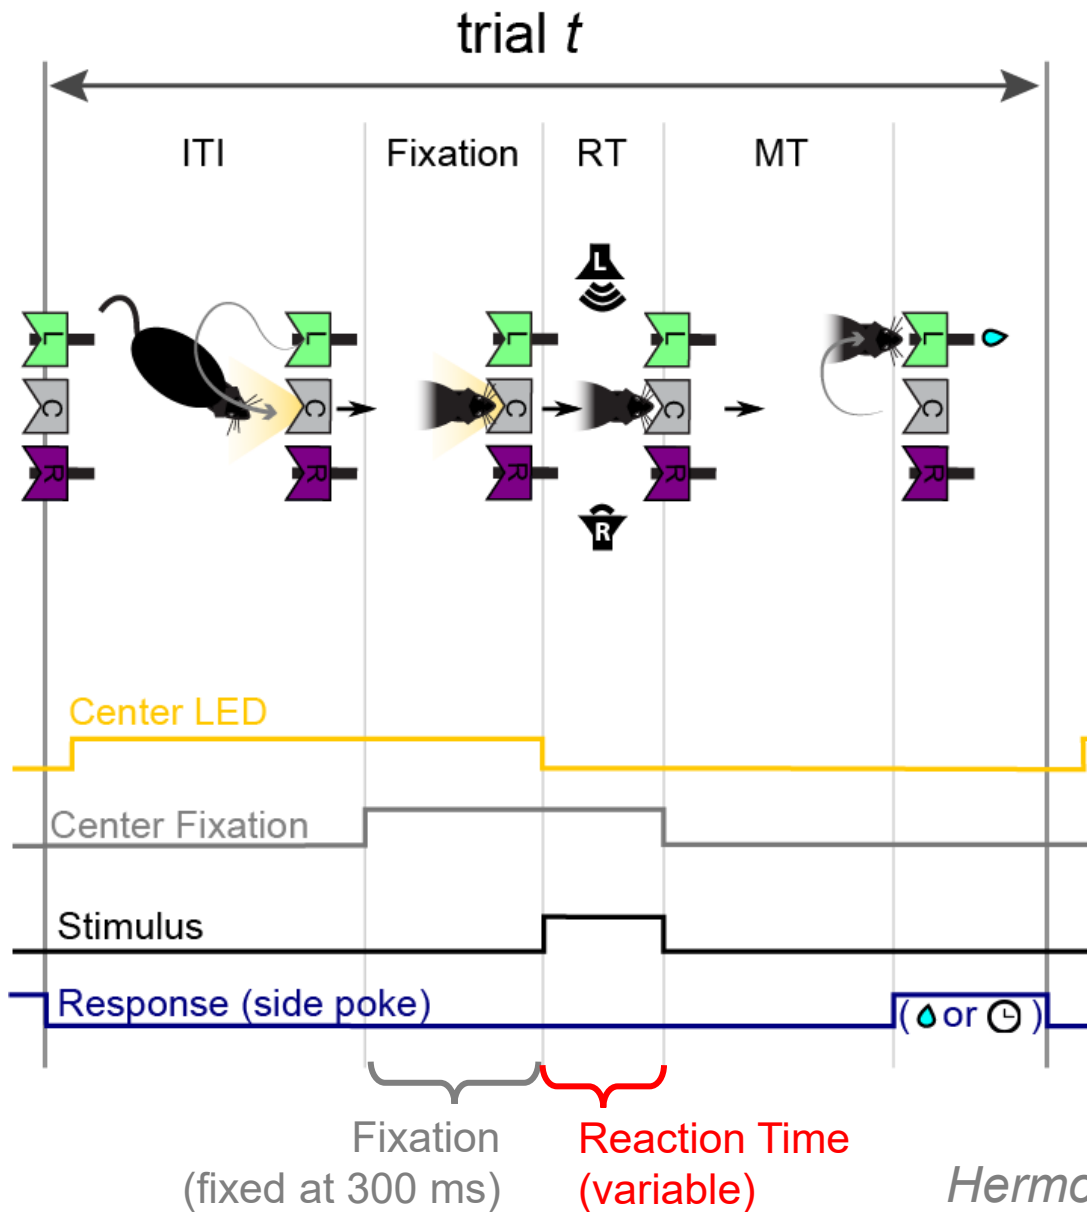 trial t
ITI Fixation RT MT
L
L L L L L
C C C C C
R R R R R
R
Center LED
Center Fixation
Stimulus
Response (side poke) ( or )
Fixation
(fixed at 300 ms)
Reaction Time
(variable)
Hermo